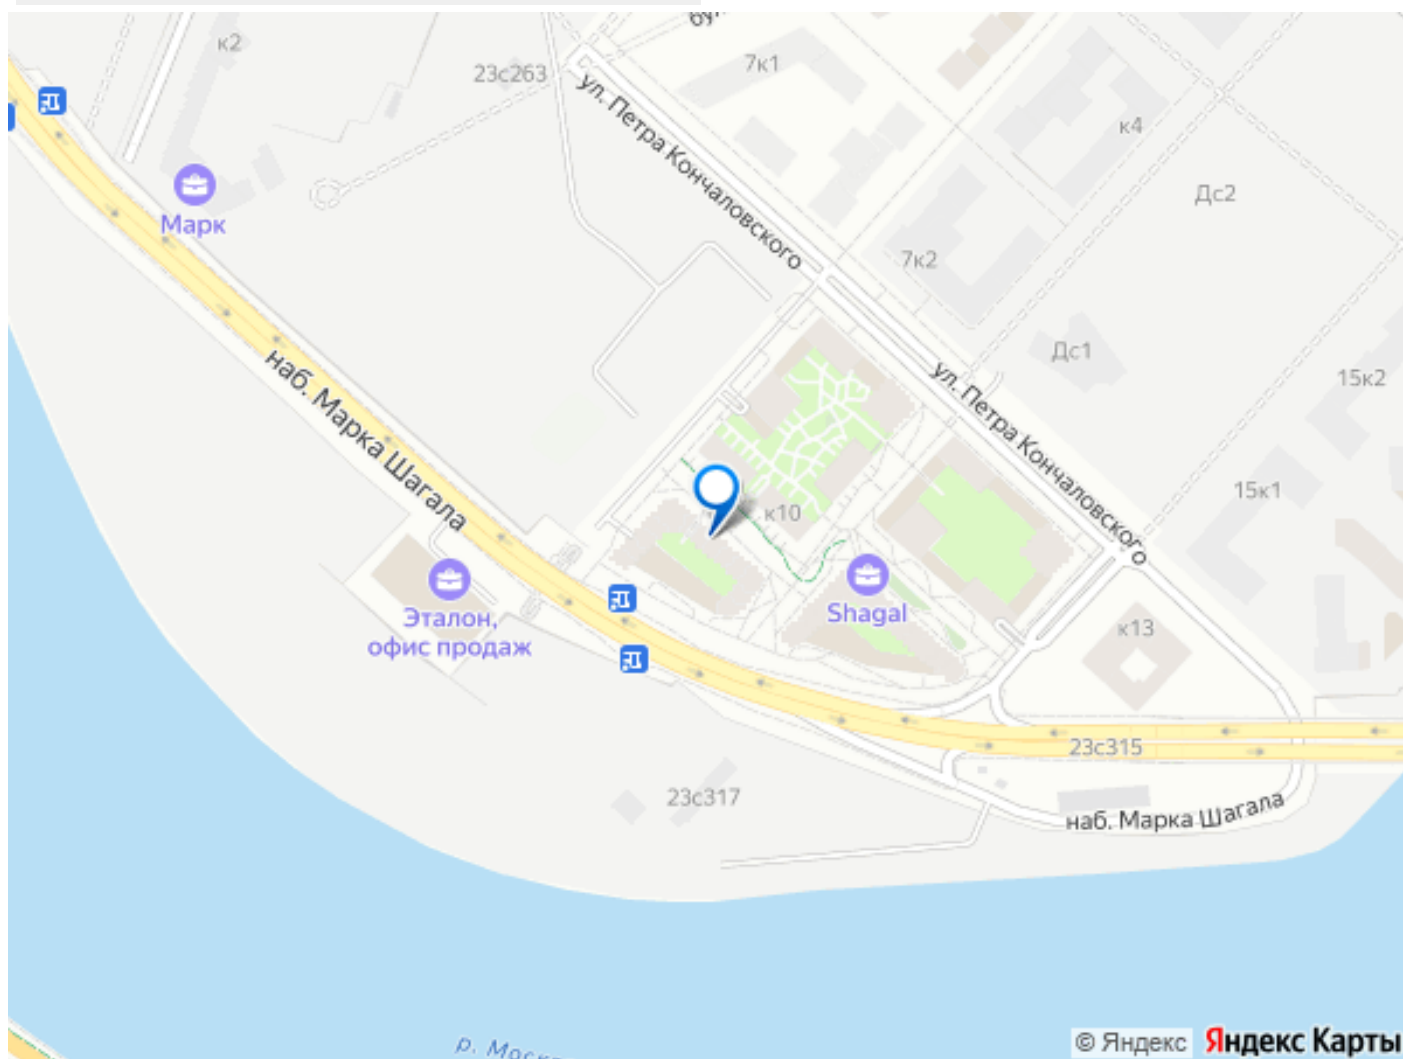 к2
23с263
7к1
ул. Петра Кончаловского
к4
Дс2
Марк
7к2
наб. Марка Шагала
Дс1
ул. Петра Кончаловского
15к2
15к1
к10
Эталон,
офис продаж
Shagal
к13
23с315
23с317
наб. Марка Шагала
© Яндекс Яндекс Карты